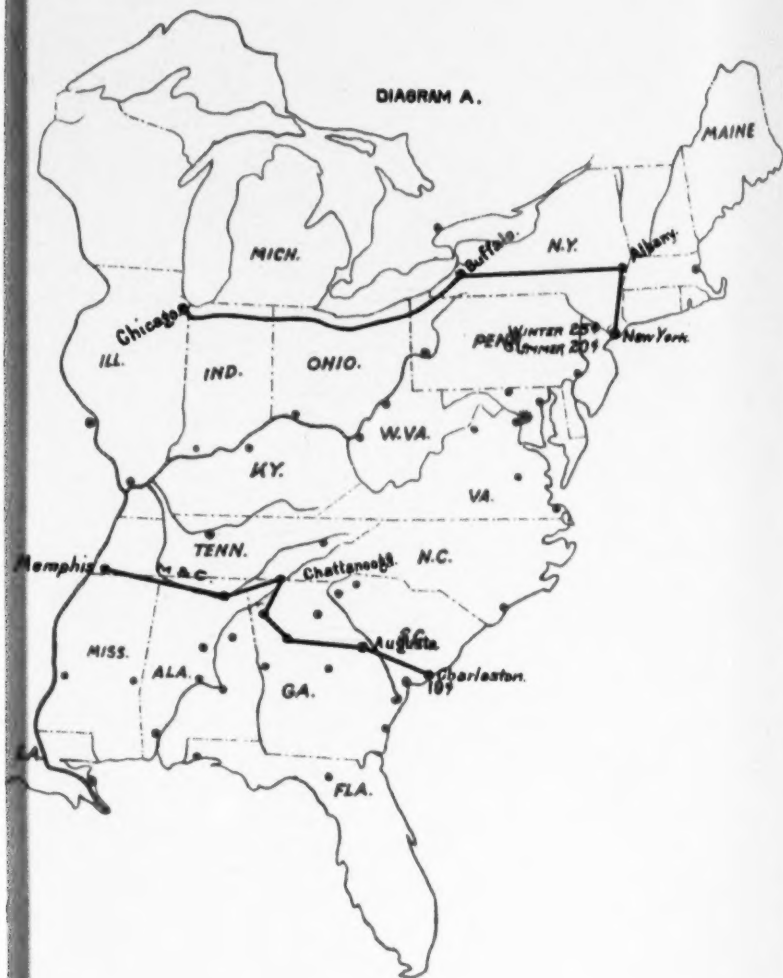 DIAGRAM A.
MAINE
MICH.
Buffalo.
N.Y.
Albany.
Chicago
ILL.
IND.
OHIO.
PENN.
WINTER 25¢
SUMMER 20¢
New York.
W.VA.
KY.
VA.
TENN.
N.C.
Memphis
M. & C.
Chattanooga.
MISS.
ALA.
GA.
Augusta.
Charleston.
19¢
LA.
FLA.